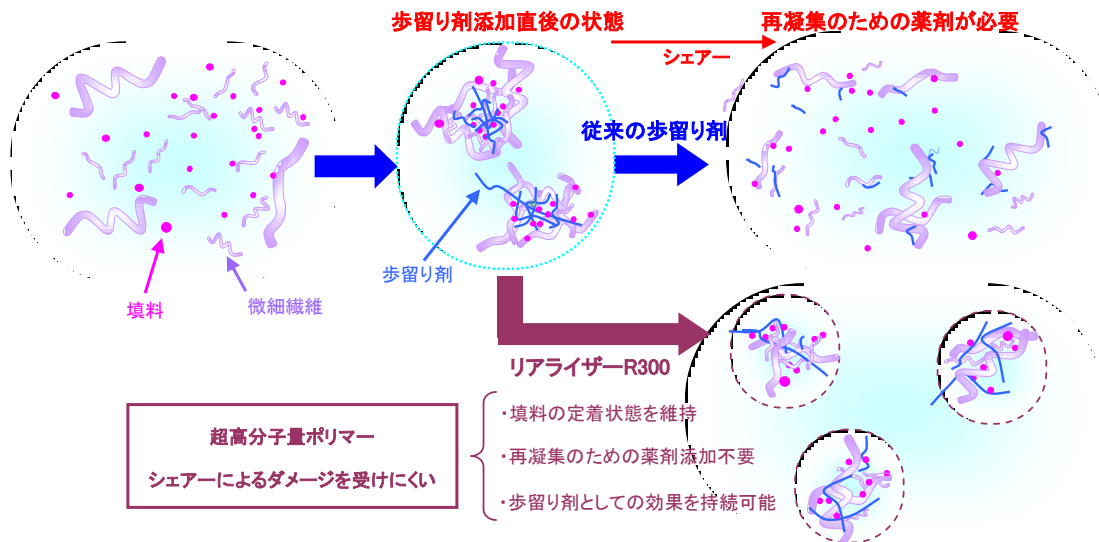 歩留り剤添加直後の状態
再凝集のための薬剤が必要
シェアー
従来の歩留り剤
歩留り剤
填料
微細繊維
リアライザーR300
超高分子量ポリマー
シェアーによるダメージを受けにくい
・填料の定着状態を維持
・再凝集のための薬剤添加不要
・歩留り剤としての効果を持続可能